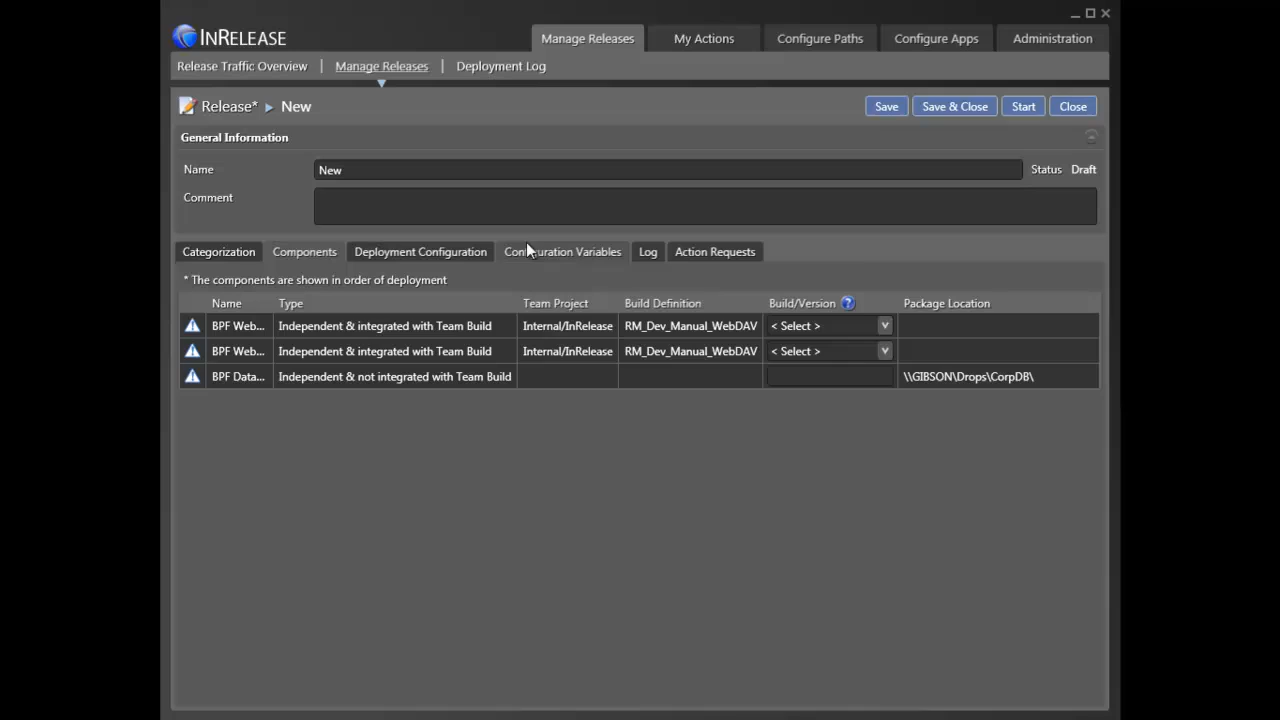 INRELEASE
Manage Releases My Actions Configure Paths Configure Apps Administration
Release Traffic Overview | Manage Releases | Deployment Log
Release* New Save Save & Close Start Close
General Information
Name New Status Draft
Comment
Categorization Components Deployment Configuration Configuration Variables Log Action Requests
* The components are shown in order of deployment
Name Type Team Project Build Definition Build/Version ? Package Location
BPF Web... Independent & integrated with Team Build Internal/InRelease RM_Dev_Manual_WebDAV < Select >
BPF Web... Independent & integrated with Team Build Internal/InRelease RM_Dev_Manual_WebDAV < Select >
BPF Data... Independent & not integrated with Team Build \\GIBSON\Drops\CorpDB\